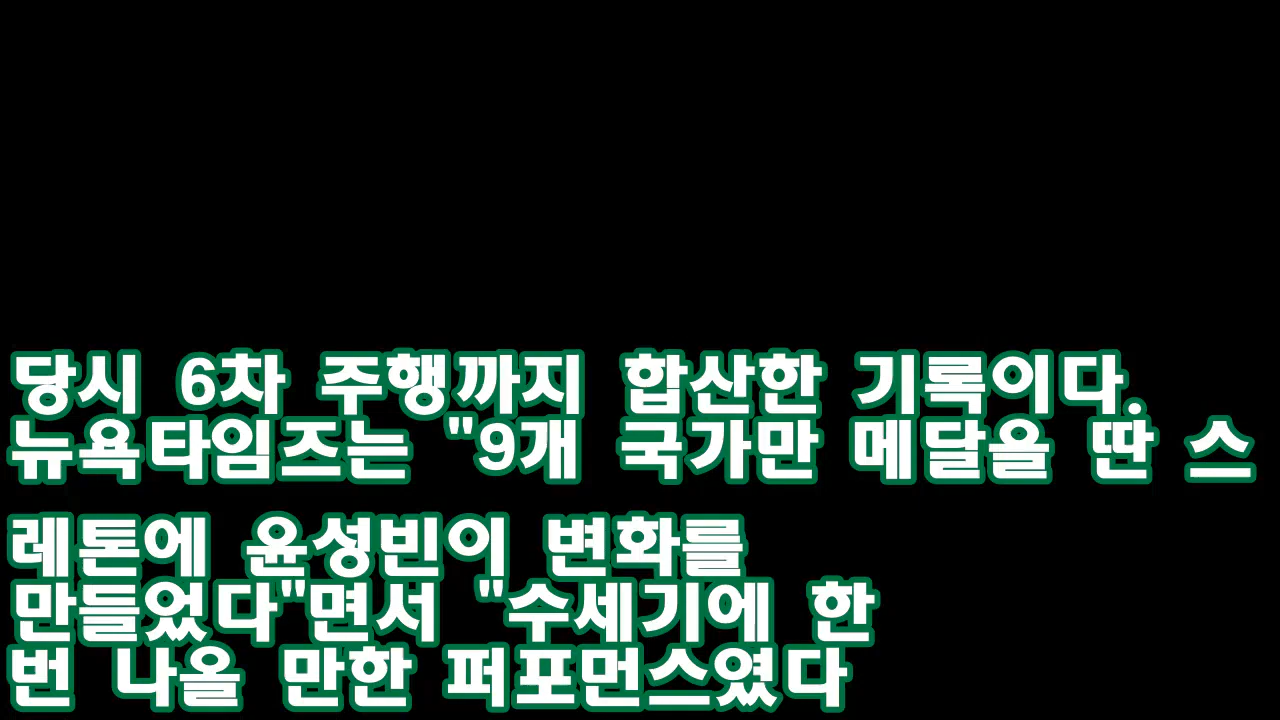 당시 6차 주행까지 합산한 기록이다.
뉴욕타임즈는 "9개 국가만 메달을 딴 스
레톤에 윤성빈이 변화를
만들었다"면서 "수세기에 한
번 나올 만한 퍼포먼스였다